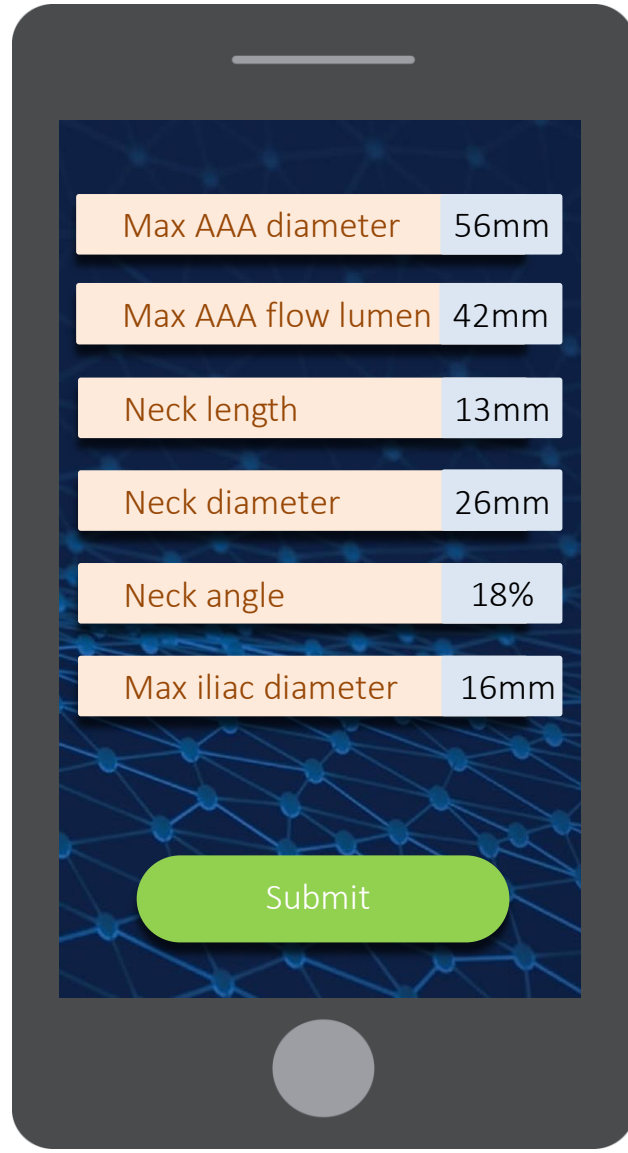 Max AAA diameter 56mm
Max AAA flow lumen 42mm
Neck length 13mm
Neck diameter 26mm
Neck angle 18%
Max iliac diameter 16mm
Submit